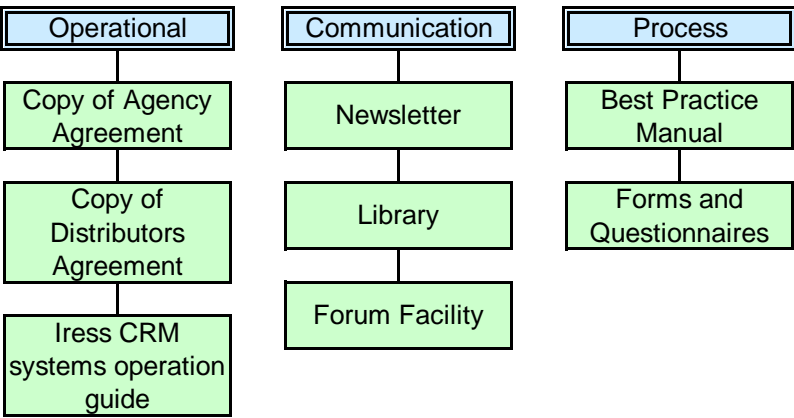 Operational
Copy of Agency
Agreement
Copy of
Distributors
Agreement
Iress CRM
systems operation
guide
Communication
Newsletter
Library
Forum Facility
Process
Best Practice
Manual
Forms and
Questionnaires